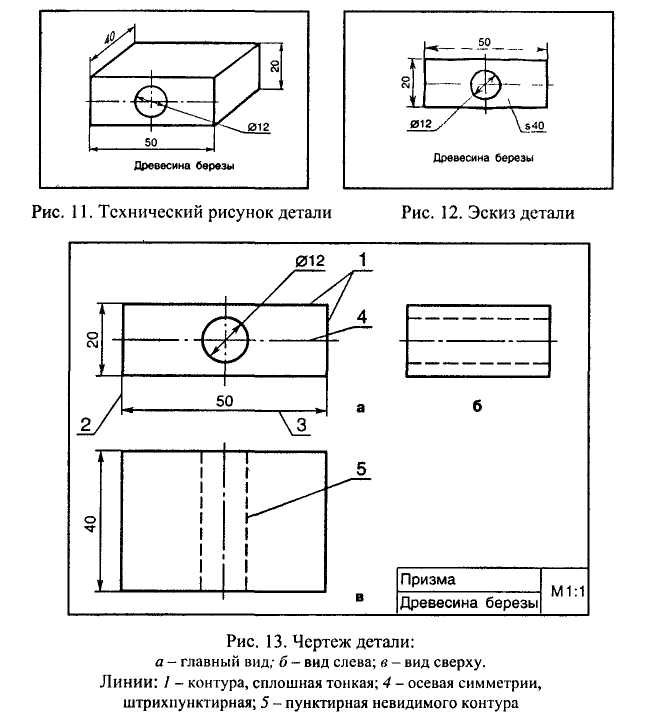 40
20
Ø12
50
Древесина березы
Рис. 11. Технический рисунок детали
50
20
Ø12
s40
Древесина березы
Рис. 12. Эскиз детали
Ø12
1
4
20
50
2
3
а
б
40
5
в
Призма
Древесина березы
М1:1
Рис. 13. Чертеж детали:
а – главный вид; б – вид слева; в – вид сверху.
Линии: 1 – контура, сплошная тонкая; 4 – осевая симметрии,
штрихпунктирная; 5 – пунктирная невидимого контура